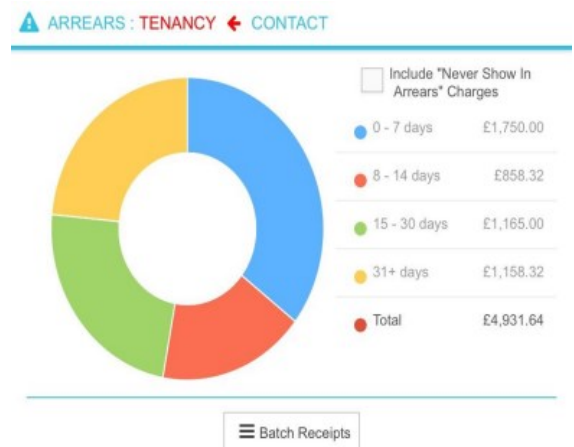 ARREARS : TENANCY CONTACT
Include "Never Show In
Arrears" Charges
0 - 7 days £1,750.00
8 - 14 days £858.32
15 - 30 days £1,165.00
31+ days £1,158.32
Total £4,931.64
Batch Receipts